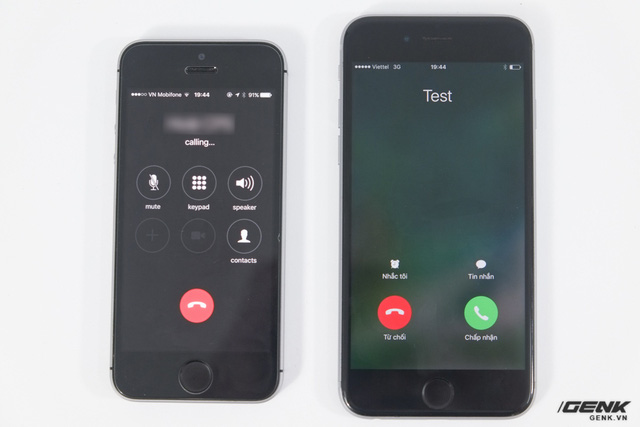 VN Mobifone 19:44 91%
calling...
mute keypad speaker
contacts
Viettel 3G 19:44
Test
Nhắc tôi Tin nhắn
Từ chối Chấp nhận
GENK
GENK.VN